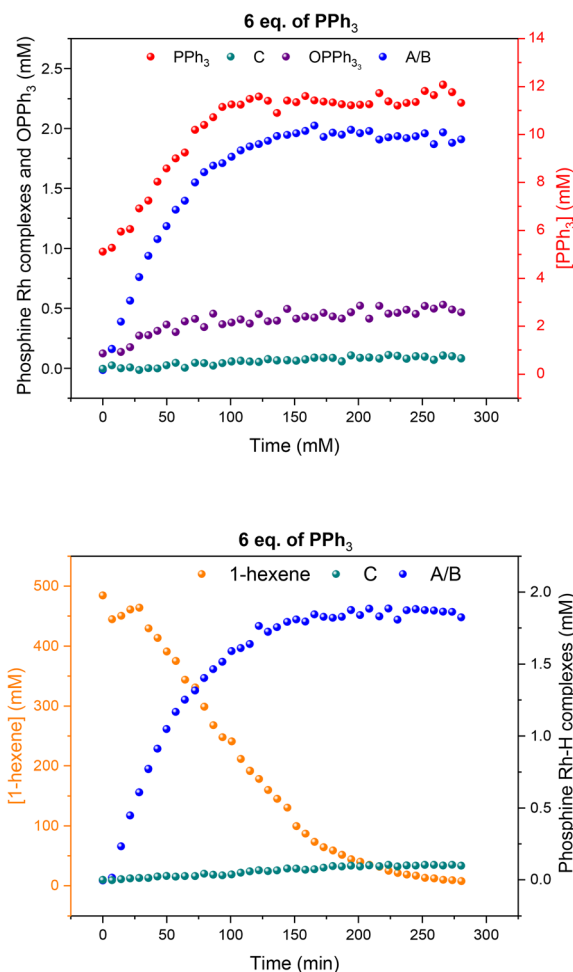 6 eq. of PPh3
PPh3 C OPPh33 A/B
Phosphine Rh complexes and OPPh3 (mM)
2.5
2.0
1.5
1.0
0.5
0.0
14
12
10
8
6
4
2
0
[PPh3] (mM)
0 50 100 150 200 250 300
Time (mM)
6 eq. of PPh3
1-hexene C A/B
[1-hexene] (mM)
500
400
300
200
100
0
2.0
1.5
1.0
0.5
0.0
Phosphine Rh-H complexes (mM)
0 50 100 150 200 250 300
Time (min)